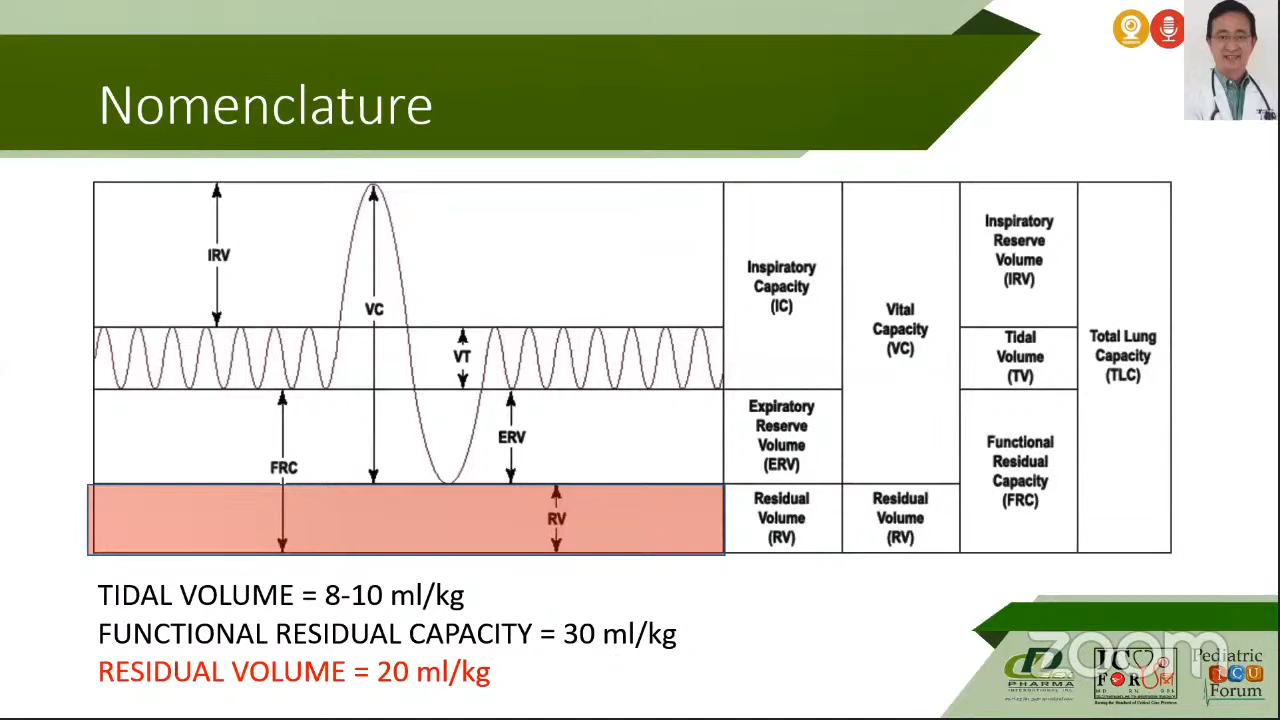 Nomenclature
IRV
VC
VT
FRC
ERV
RV
Inspiratory
Capacity
(IC)
Expiratory
Reserve
Volume
(ERV)
Residual
Volume
(RV)
Vital
Capacity
(VC)
Residual
Volume
(RV)
Inspiratory
Reserve
Volume
(IRV)
Tidal
Volume
(TV)
Functional
Residual
Capacity
(FRC)
Total Lung
Capacity
(TLC)
TIDAL VOLUME = 8-10 ml/kg
FUNCTIONAL RESIDUAL CAPACITY = 30 ml/kg
RESIDUAL VOLUME = 20 ml/kg
zoom
PHARMA
INTERNATIONAL INC.
Pediatric
ICU
Forum